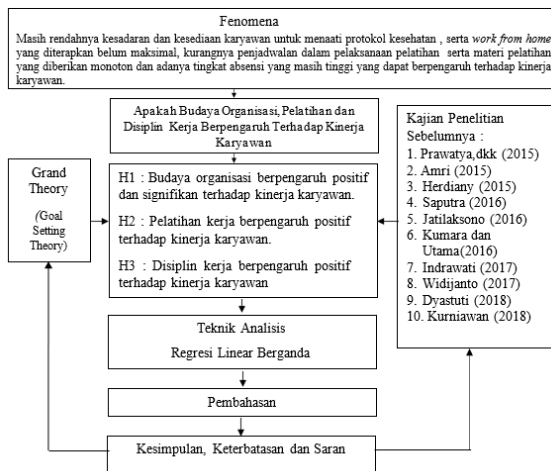 Fenomena
Masih rendahnya kesadaran dan kesediaan karyawan untuk menaati protokol kesehatan , serta work from home
yang diterapkan belum maksimal, kurangnya penjadwalan dalam pelaksanaan pelatihan serta materi pelatihan
yang diberikan monoton dan adanya tingkat absensi yang masih tinggi yang dapat berpengaruh terhadap kinerja
karyawan.
Apakah Budaya Organisasi, Pelatihan dan
Disiplin Kerja Berpengaruh Terhadap Kinerja
Karyawan
Grand
Theory
(Goal
Setting
Theory)
H1 : Budaya organisasi berpengaruh positif
dan signifikan terhadap kinerja karyawan.
H2 : Pelatihan kerja berpengaruh positif
terhadap kinerja karyawan.
H3 : Disiplin kerja berpengaruh positif
terhadap kinerja karyawan
Kajian Penelitian
Sebelumnya :
1. Prawatya,dkk (2015)
2. Amri (2015)
3. Herdiany (2015)
4. Saputra (2016)
5. Jatilaksono (2016)
6. Kumara dan
Utama(2016)
7. Indrawati (2017)
8. Widijanto (2017)
9. Dyastuti (2018)
10. Kurniawan (2018)
Teknik Analisis
Regresi Linear Berganda
Pembahasan
Kesimpulan, Keterbatasan dan Saran